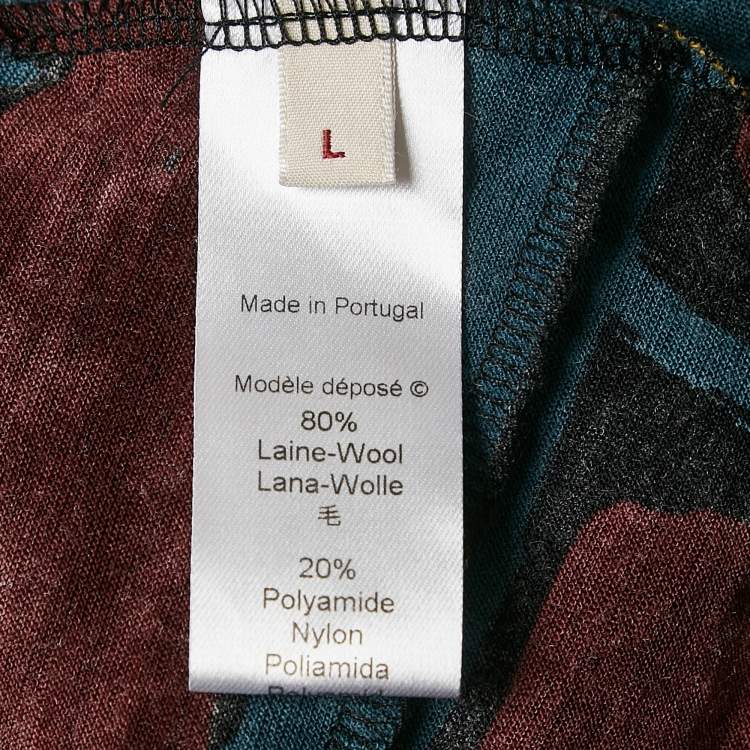 L
Made in Portugal
Modèle déposé ©
80%
Laine-Wool
Lana-Wolle
毛
20%
Polyamide
Nylon
Poliamida